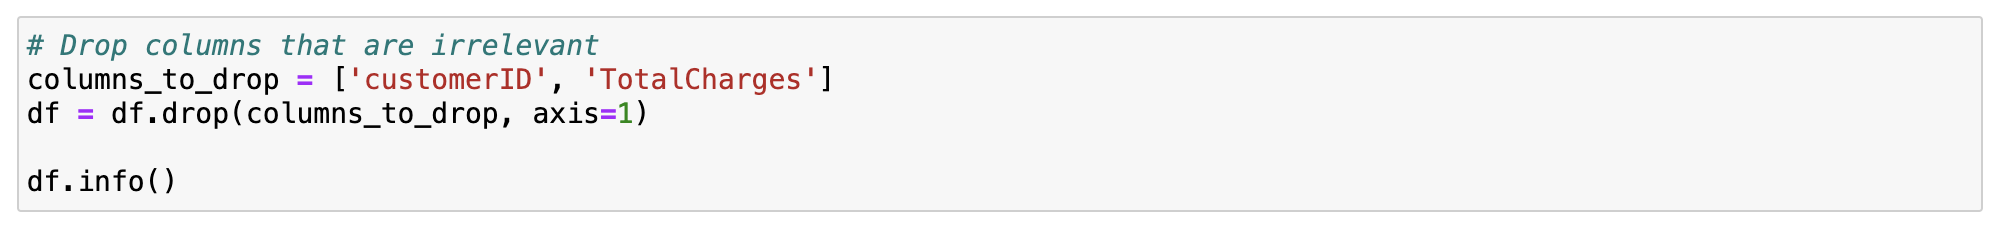 # Drop columns that are irrelevant
columns_to_drop = ['customerID', 'TotalCharges']
df = df.drop(columns_to_drop, axis=1)
df.info()